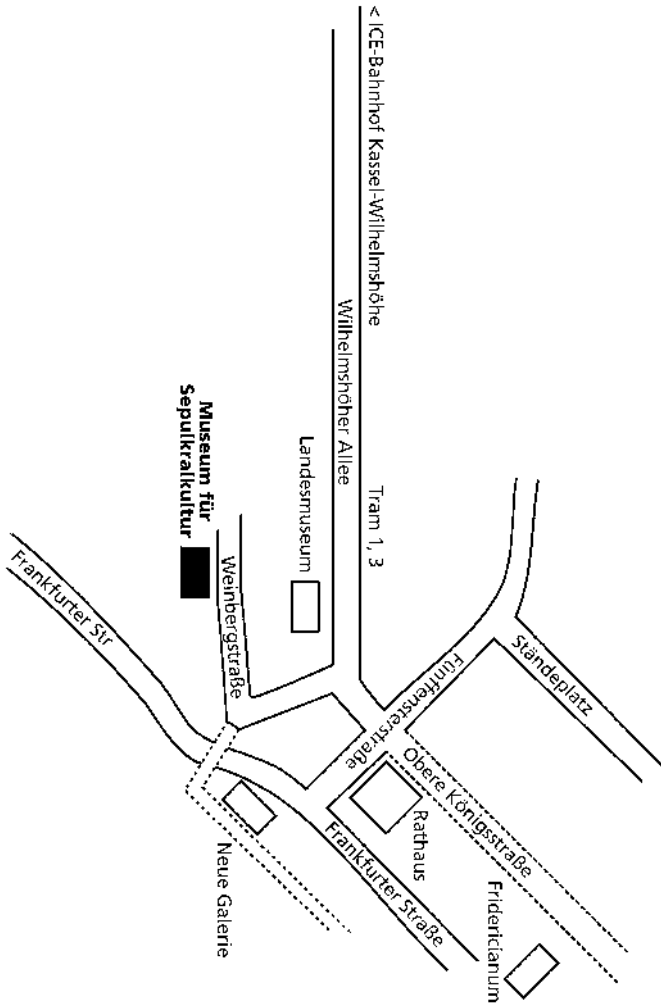 < ICE-Bahnhof Kassel-Wilhelmshöhe
Tram 1, 3
Wilhelmshöher Allee
Ständeplatz
Fünffensterstraße
Obere Königsstraße
Landesmuseum
Museum für
Sepulkralkultur
Weinbergstraße
Rathaus
Fridericianum
Frankfurter Str
Frankfurter Straße
Neue Galerie